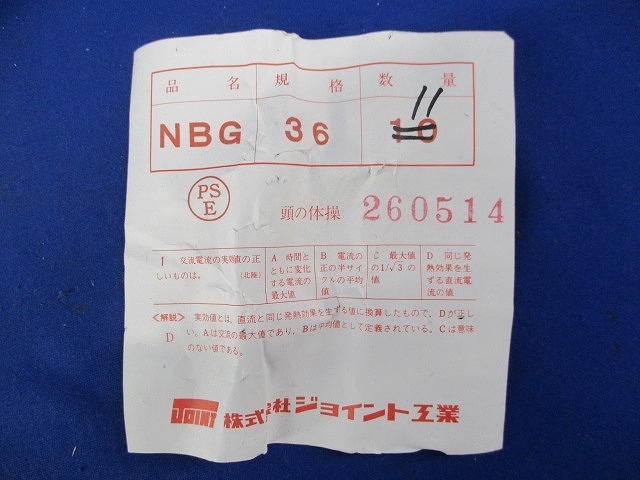 品名 規格 数量
NBG 36 10 11
PS
E
頭の体操 260514
1 交流電流の実効値の正
しいものは。 (北陸)
A 時間と
ともに変化
する電流の
最大値
B 電流の
正の半サイ
クルの平均
値
C 最大値
の1/√3の
値
D 同じ発
熱効果を生
ずる直流電
流の値
<解説> 実効値とは、直流と同じ発熱効果を生ずる値に換算したもので、Dが正し
D い。Aは交流の最大値であり、Bは平均値として定義されている。Cは意味
のない値である。
JOINT 株式会社ジョイント工業